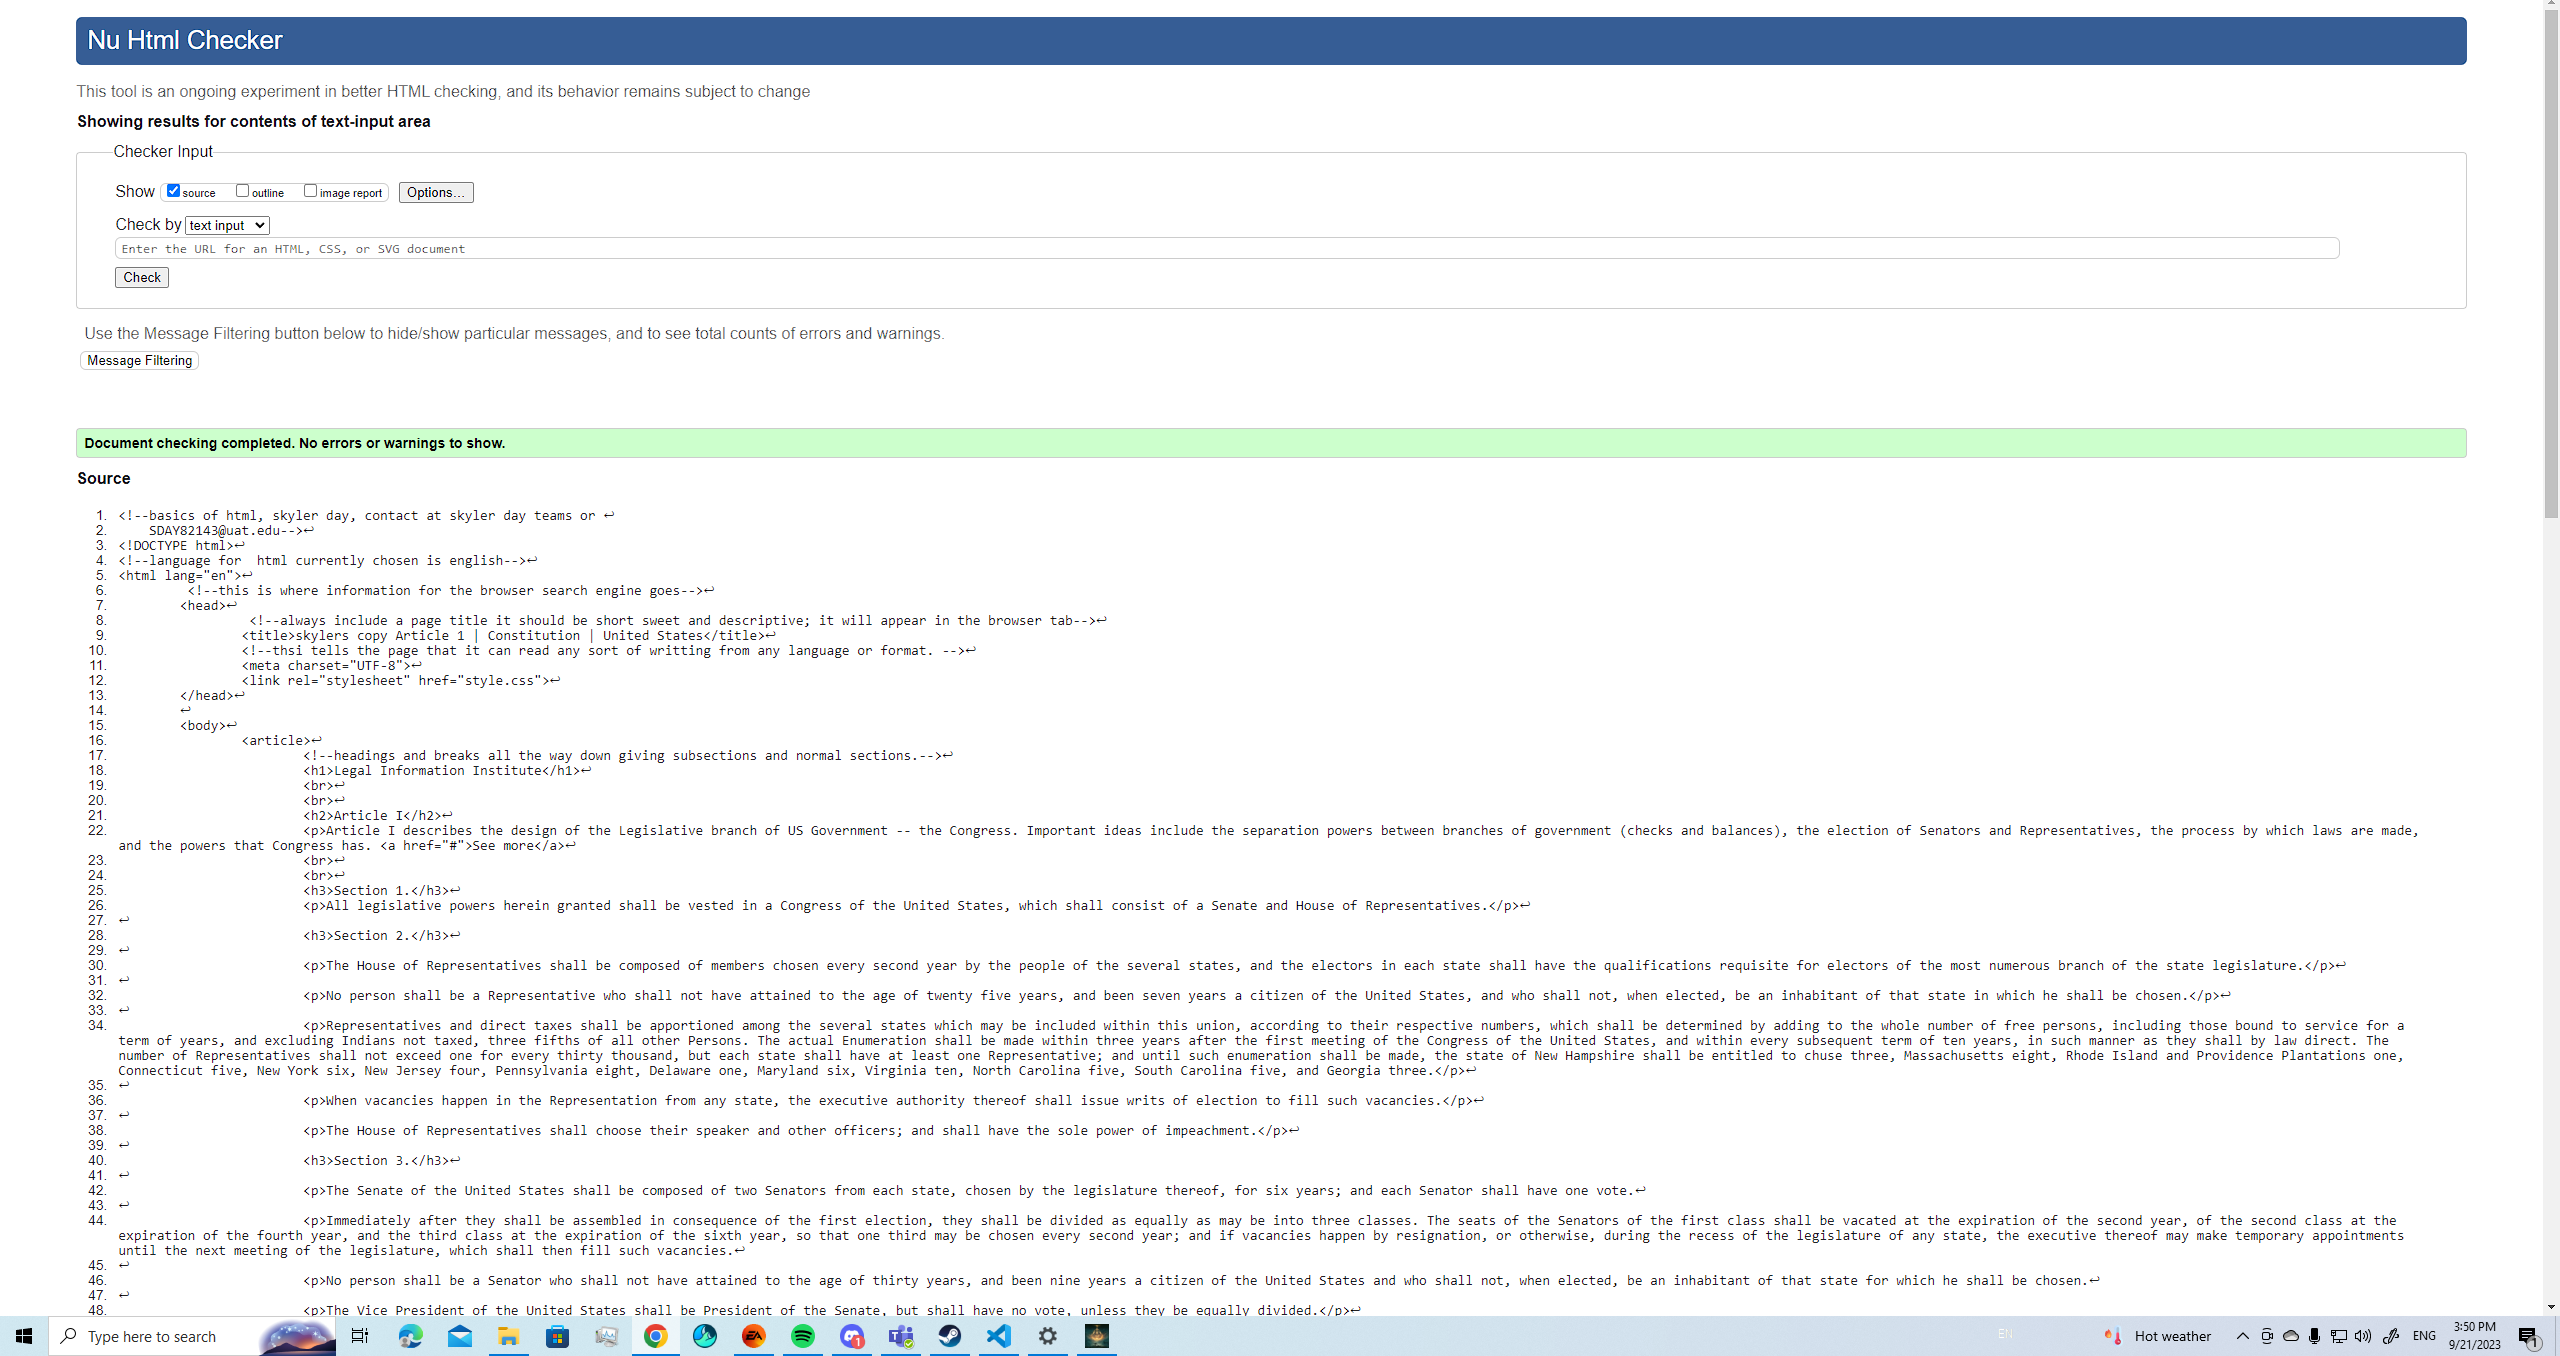 Nu Html Checker
This tool is an ongoing experiment in better HTML checking, and its behavior remains subject to change
Showing results for contents of text-input area
Checker Input
Show source outline image report Options...
Check by text input
Enter the URL for an HTML, CSS, or SVG document
Check
Use the Message Filtering button below to hide/show particular messages, and to see total counts of errors and warnings.
Message Filtering
Document checking completed. No errors or warnings to show.
Source
1. <!--basics of html, skyler day, contact at skyler day teams or ↩
2. SDAY82143@uat.edu-->↩
3. <!DOCTYPE html>↩
4. <!--language for  html currently chosen is english-->↩
5. <html lang="en">↩
6. <!--this is where information for the browser search engine goes-->↩
7. <head>↩
8. <!--always include a page title it should be short sweet and descriptive; it will appear in the browser tab-->↩
9. <title>skylers copy Article 1 | Constitution | United States</title>↩
10. <!--thsi tells the page that it can read any sort of writting from any language or format. -->↩
11. <meta charset="UTF-8">↩
12. <link rel="stylesheet" href="style.css">↩
13. </head>↩
14. ↩
15. <body>↩
16. <article>↩
17. <!--headings and breaks all the way down giving subsections and normal sections.-->↩
18. <h1>Legal Information Institute</h1>↩
19. <br>↩
20. <br>↩
21. <h2>Article I</h2>↩
22. <p>Article I describes the design of the Legislative branch of US Government -- the Congress. Important ideas include the separation powers between branches of government (checks and balances), the election of Senators and Representatives, the process by which laws are made,
and the powers that Congress has. <a href="#">See more</a>↩
23. <br>↩
24. <br>↩
25. <h3>Section 1.</h3>↩
26. <p>All legislative powers herein granted shall be vested in a Congress of the United States, which shall consist of a Senate and House of Representatives.</p>↩
27. ↩
28. <h3>Section 2.</h3>↩
29. ↩
30. <p>The House of Representatives shall be composed of members chosen every second year by the people of the several states, and the electors in each state shall have the qualifications requisite for electors of the most numerous branch of the state legislature.</p>↩
31. ↩
32. <p>No person shall be a Representative who shall not have attained to the age of twenty five years, and been seven years a citizen of the United States, and who shall not, when elected, be an inhabitant of that state in which he shall be chosen.</p>↩
33. ↩
34. <p>Representatives and direct taxes shall be apportioned among the several states which may be included within this union, according to their respective numbers, which shall be determined by adding to the whole number of free persons, including those bound to service for a
term of years, and excluding Indians not taxed, three fifths of all other Persons. The actual Enumeration shall be made within three years after the first meeting of the Congress of the United States, and within every subsequent term of ten years, in such manner as they shall by law direct. The
number of Representatives shall not exceed one for every thirty thousand, but each state shall have at least one Representative; and until such enumeration shall be made, the state of New Hampshire shall be entitled to chuse three, Massachusetts eight, Rhode Island and Providence Plantations one,
Connecticut five, New York six, New Jersey four, Pennsylvania eight, Delaware one, Maryland six, Virginia ten, North Carolina five, South Carolina five, and Georgia three.</p>↩
35. ↩
36. <p>When vacancies happen in the Representation from any state, the executive authority thereof shall issue writs of election to fill such vacancies.</p>↩
37. ↩
38. <p>The House of Representatives shall choose their speaker and other officers; and shall have the sole power of impeachment.</p>↩
39. ↩
40. <h3>Section 3.</h3>↩
41. ↩
42. <p>The Senate of the United States shall be composed of two Senators from each state, chosen by the legislature thereof, for six years; and each Senator shall have one vote.↩
43. ↩
44. <p>Immediately after they shall be assembled in consequence of the first election, they shall be divided as equally as may be into three classes. The seats of the Senators of the first class shall be vacated at the expiration of the second year, of the second class at the
expiration of the fourth year, and the third class at the expiration of the sixth year, so that one third may be chosen every second year; and if vacancies happen by resignation, or otherwise, during the recess of the legislature of any state, the executive thereof may make temporary appointments
until the next meeting of the legislature, which shall then fill such vacancies.↩
45. ↩
46. <p>No person shall be a Senator who shall not have attained to the age of thirty years, and been nine years a citizen of the United States and who shall not, when elected, be an inhabitant of that state for which he shall be chosen.↩
47. ↩
48. <p>The Vice President of the United States shall be President of the Senate, but shall have no vote, unless they be equally divided.</p>↩
Type here to search
EA
1
EN
Hot weather
ENG
3:50 PM
9/21/2023
1